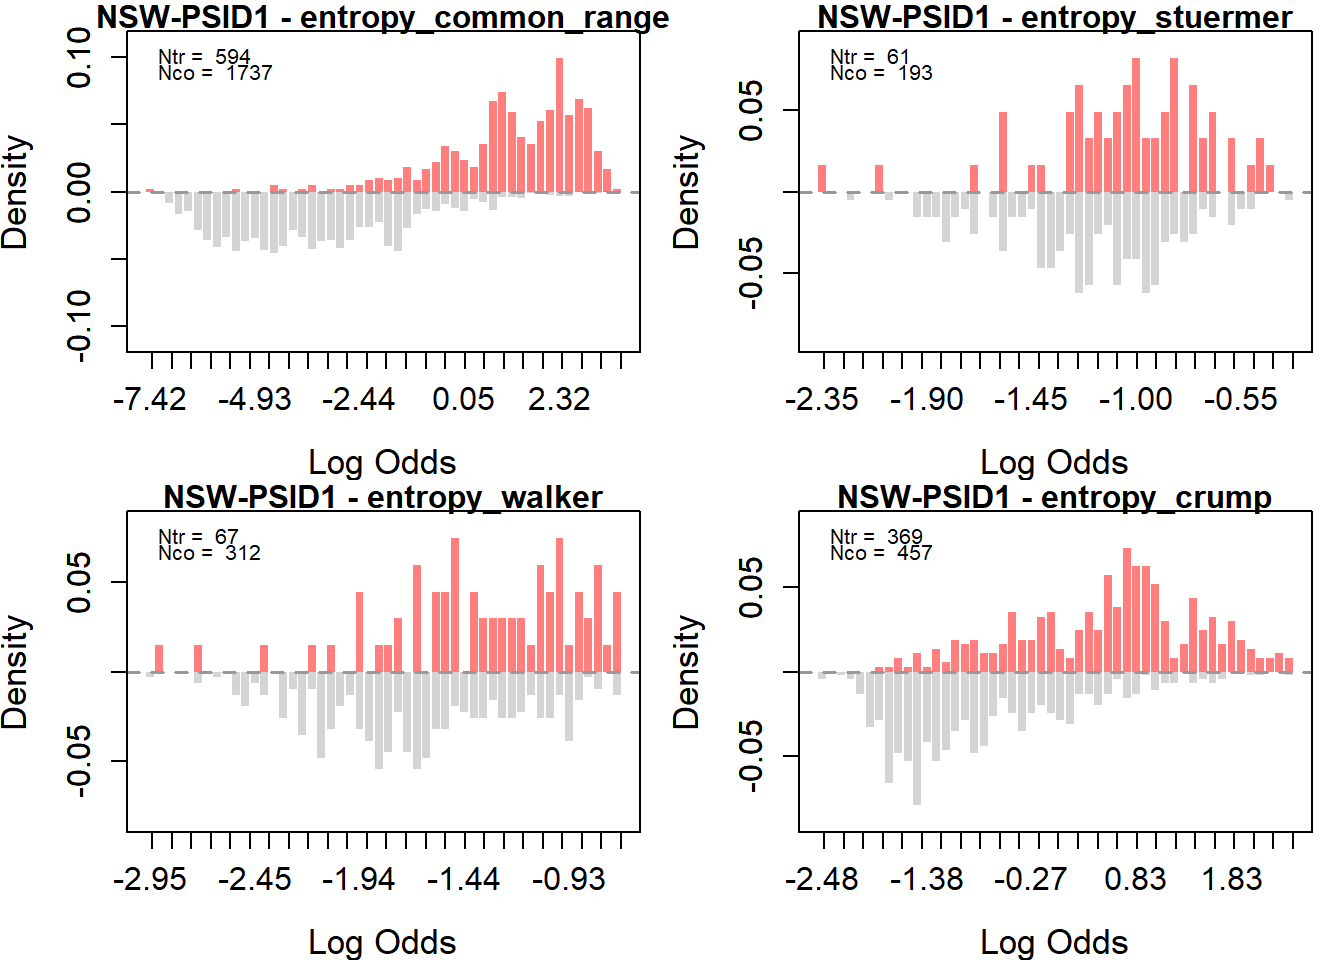 NSW-PSID1 - entropy_common_range
Ntr = 594
Nco = 1737
0.10
0.00
-0.10
Density
-7.42 -4.93 -2.44 0.05 2.32
Log Odds
NSW-PSID1 - entropy_stuermer
Ntr = 61
Nco = 193
0.05
-0.05
Density
-2.35 -1.90 -1.45 -1.00 -0.55
Log Odds
NSW-PSID1 - entropy_walker
Ntr = 67
Nco = 312
0.05
-0.05
Density
-2.95 -2.45 -1.94 -1.44 -0.93
Log Odds
NSW-PSID1 - entropy_crump
Ntr = 369
Nco = 457
0.05
-0.05
Density
-2.48 -1.38 -0.27 0.83 1.83
Log Odds